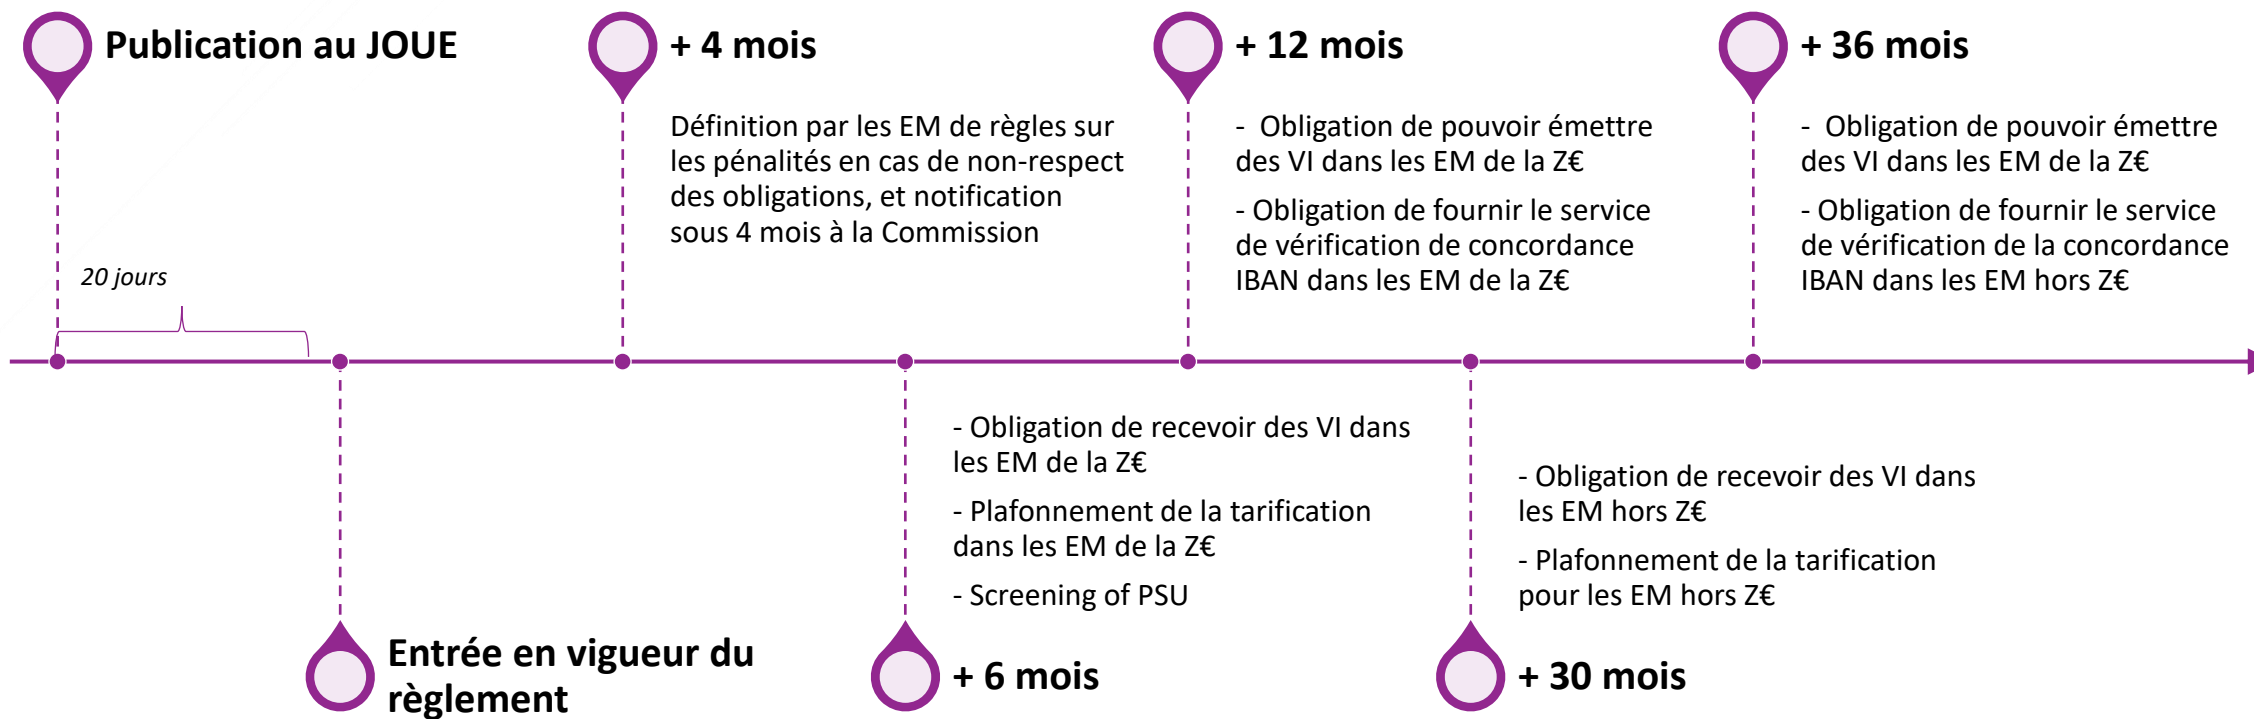 Publication au JOUE
20 jours
Entrée en vigueur du
règlement
+ 4 mois
Définition par les EM de règles sur
les pénalités en cas de non-respect
des obligations, et notification
sous 4 mois à la Commission
- Obligation de recevoir des VI dans
les EM de la Z€
- Plafonnement de la tarification
dans les EM de la Z€
- Screening of PSU
+ 6 mois
+ 12 mois
- Obligation de pouvoir émettre
des VI dans les EM de la Z€
- Obligation de fournir le service
de vérification de concordance
IBAN dans les EM de la Z€
- Obligation de recevoir des VI dans
les EM hors Z€
- Plafonnement de la tarification
pour les EM hors Z€
+ 30 mois
+ 36 mois
- Obligation de pouvoir émettre
des VI dans les EM de la Z€
- Obligation de fournir le service
de vérification de la concordance
IBAN dans les EM hors Z€